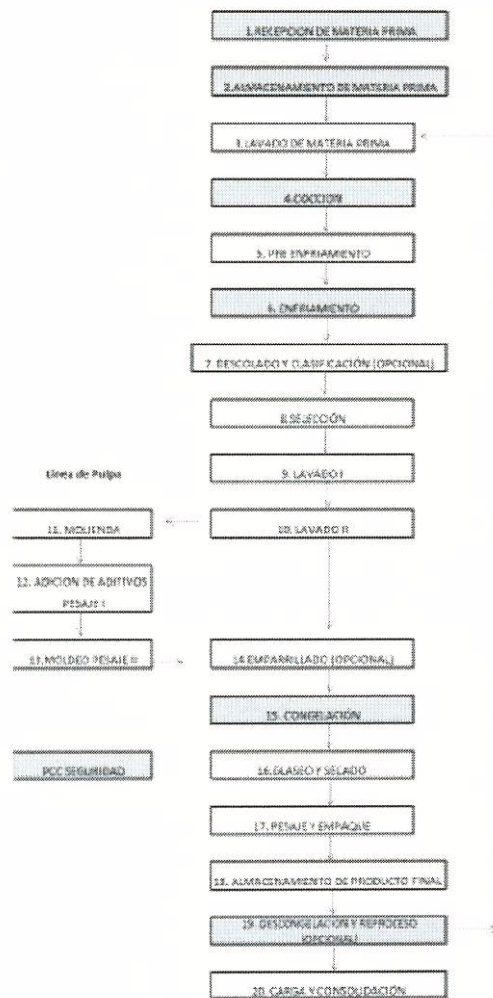 1. RECEPCION DE MATERIA PRIMA
2. ALMACENAMIENTO DE MATERIA PRIMA
3. LAVADO DE MATERIA PRIMA
4. COCCION
5. PRE ENFRIAMIENTO
6. ENFRIAMIENTO
7. DESCOLADO Y CLASIFICACIÓN (OPCIONAL)
8. SELECCIÓN
9. LAVADO I
Línea de Pulpa
11. MOLIENDA
10. LAVADO II
12. ADICION DE ADITIVOS
PESAJE I
13. MOLDEO PESAJE II
14 EMPARRILLADO (OPCIONAL)
15. CONGELACIÓN
PCC SEGURIDAD
16. GLASEO Y SELADO
17. PESAJE Y EMPAQUE
18. ALMACENAMIENTO DE PRODUCTO FINAL
19. DESCONGELACION Y REPROCESO
(OPCIONAL)
20. CARGA Y CONSOLIDACIÓN